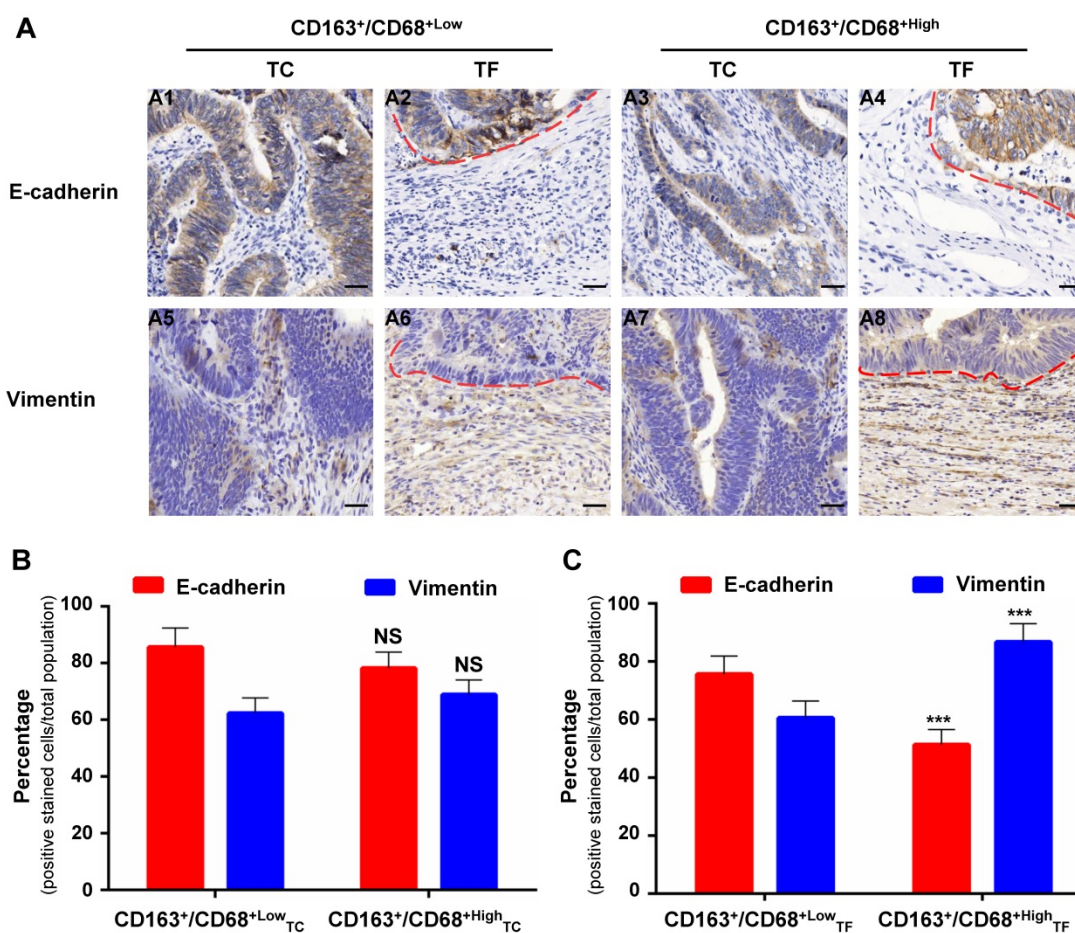 A
CD163⁺/CD68⁺ᴸᵒʷ
CD163⁺/CD68⁺ᴴⁱᵍʰ
TC
TF
TC
TF
E-cadherin
A1
A2
A3
A4
Vimentin
A5
A6
A7
A8
B
E-cadherin
Vimentin
Percentage
(positive stained cells/total population)
100
80
60
40
20
0
NS
NS
CD163⁺/CD68⁺ᴸᵒʷTC
CD163⁺/CD68⁺ᴴⁱᵍʰTC
C
E-cadherin
Vimentin
Percentage
(positive stained cells/total population)
100
80
60
40
20
0
***
***
CD163⁺/CD68⁺ᴸᵒʷTF
CD163⁺/CD68⁺ᴴⁱᵍʰTF